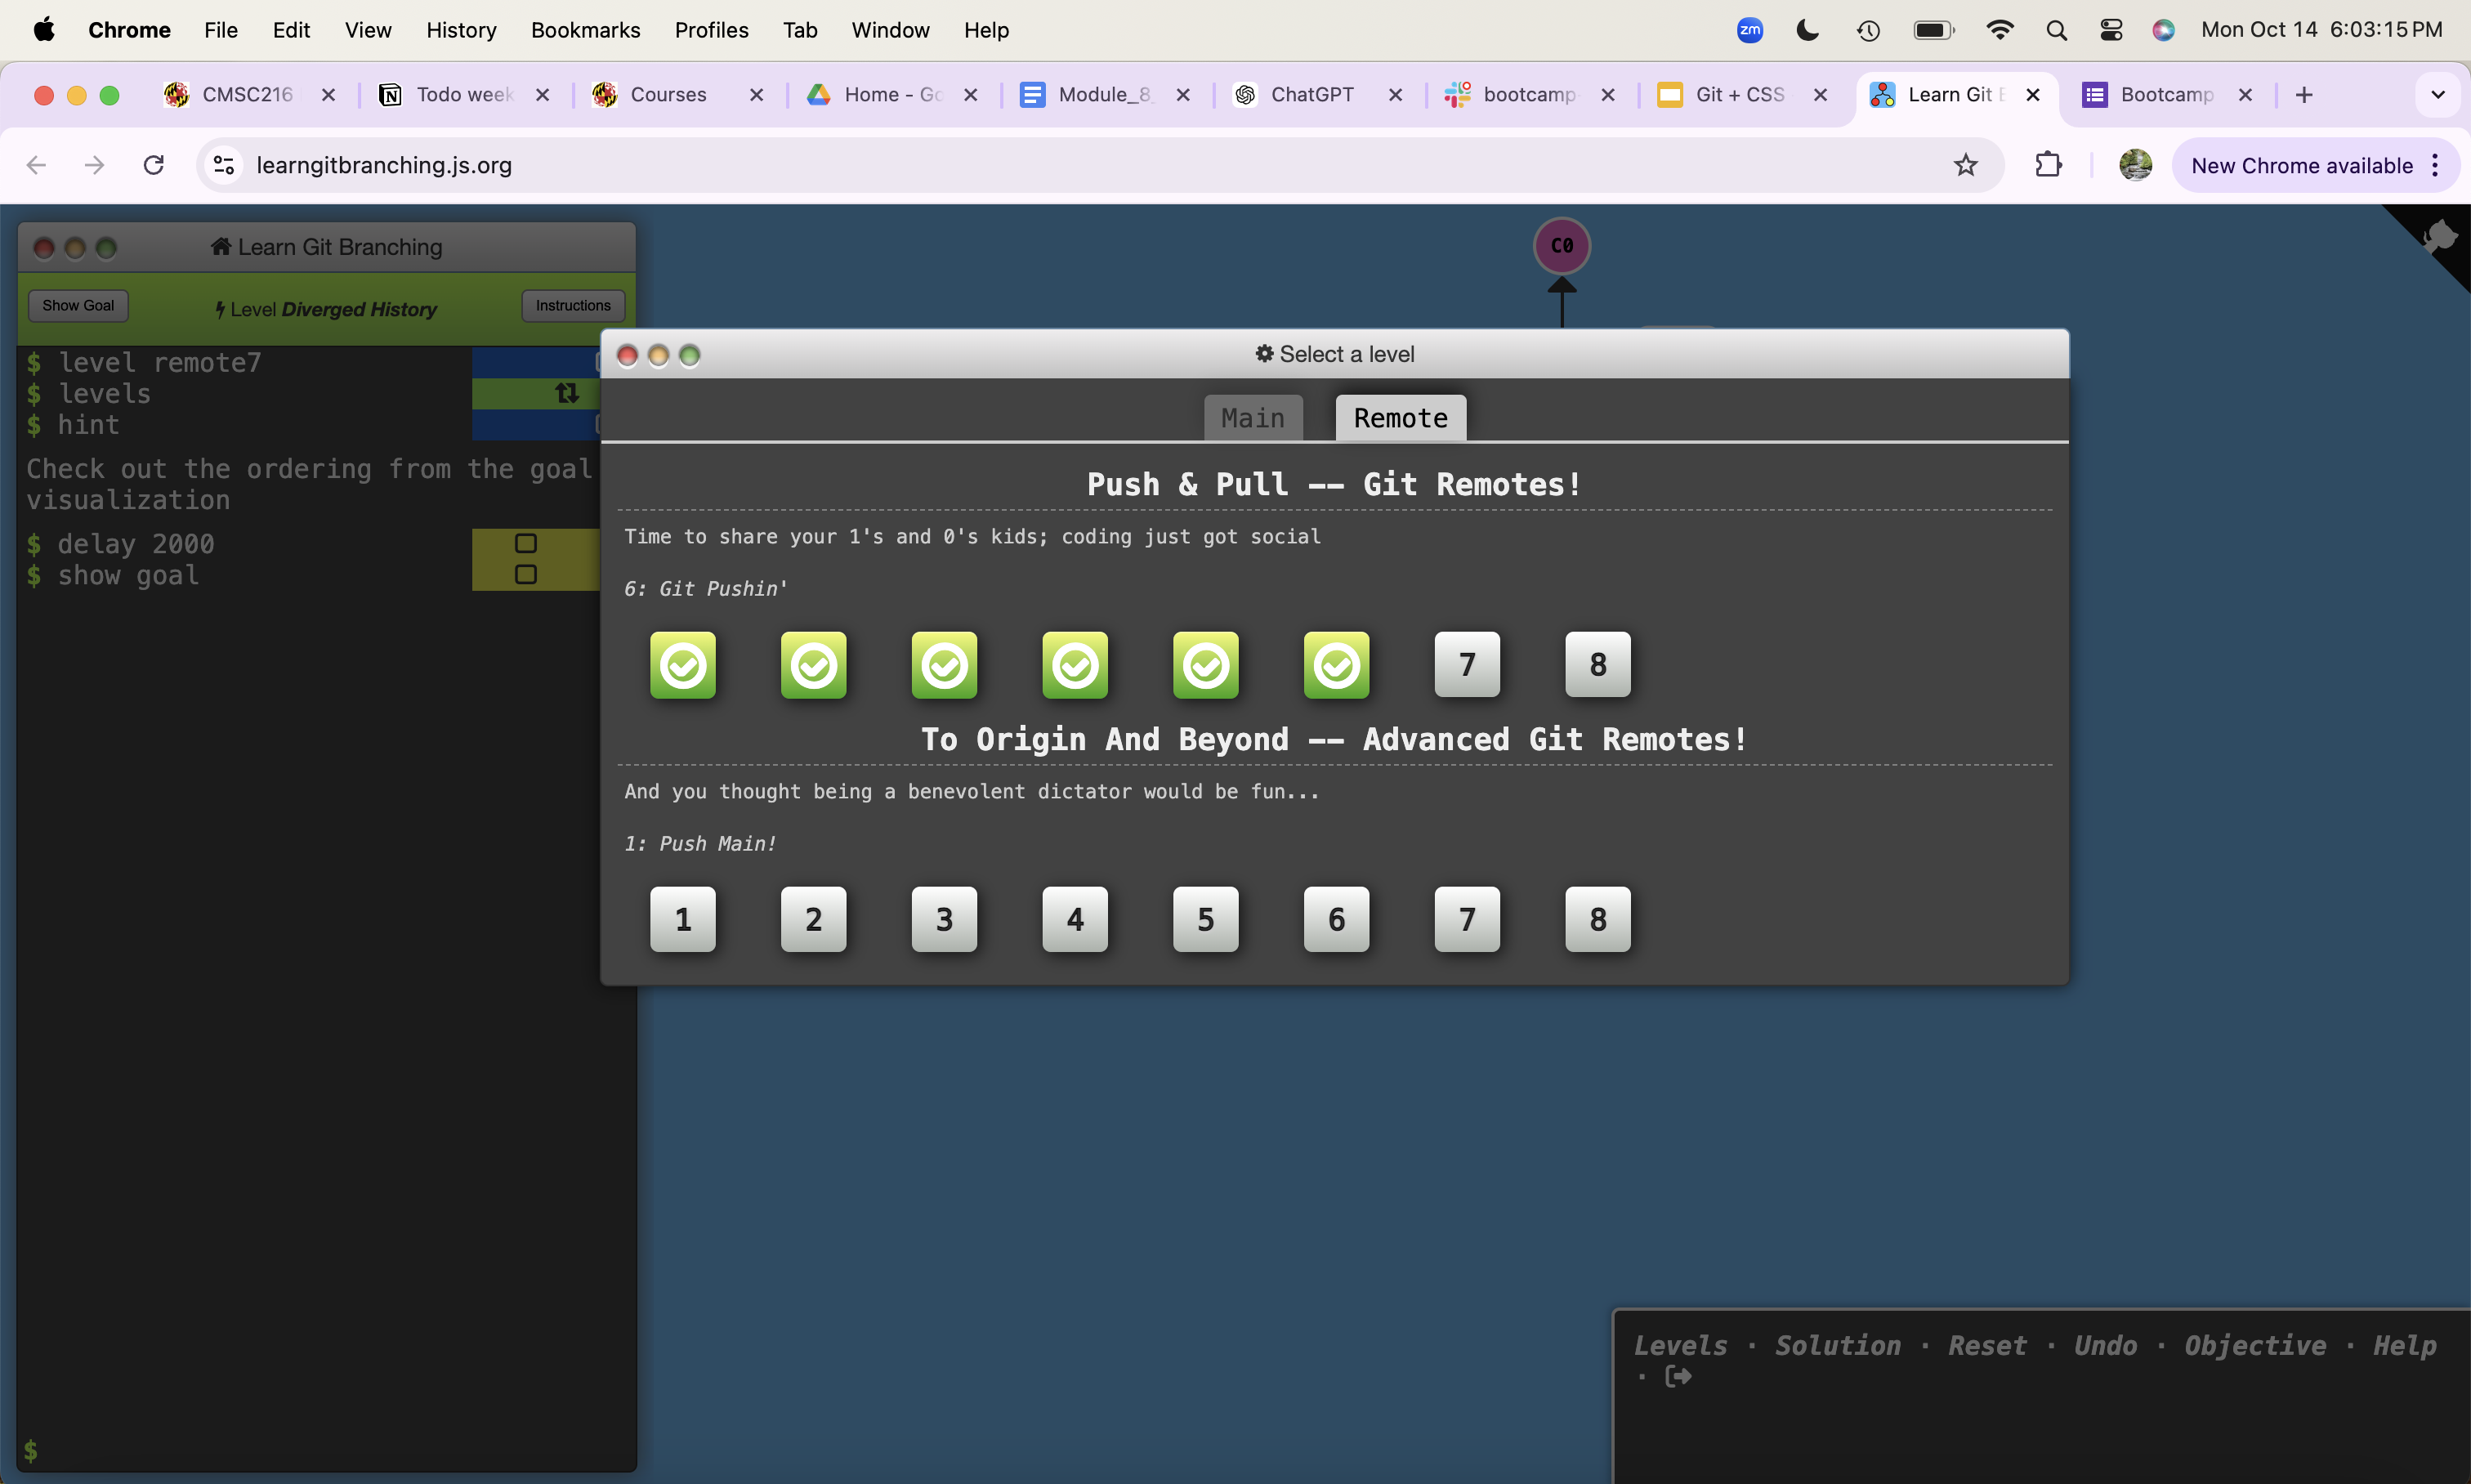 Chrome File Edit View History Bookmarks Profiles Tab Window Help zm Mon Oct 14 6:03:15 PM
CMSC216 Todo week Courses Home - Go Module_8_ ChatGPT bootcamp Git + CSS Learn Git B Bootcamp
learngitbranching.js.org New Chrome available
Learn Git Branching
Show Goal Level Diverged History Instructions
$ level remote7
$ levels
$ hint
Check out the ordering from the goal
visualization
$ delay 2000
$ show goal
$
C0
Select a level
Main Remote
Push & Pull -- Git Remotes!
Time to share your 1's and 0's kids; coding just got social
6: Git Pushin'
7 8
To Origin And Beyond -- Advanced Git Remotes!
And you thought being a benevolent dictator would be fun...
1: Push Main!
1 2 3 4 5 6 7 8
Levels · Solution · Reset · Undo · Objective · Help
·